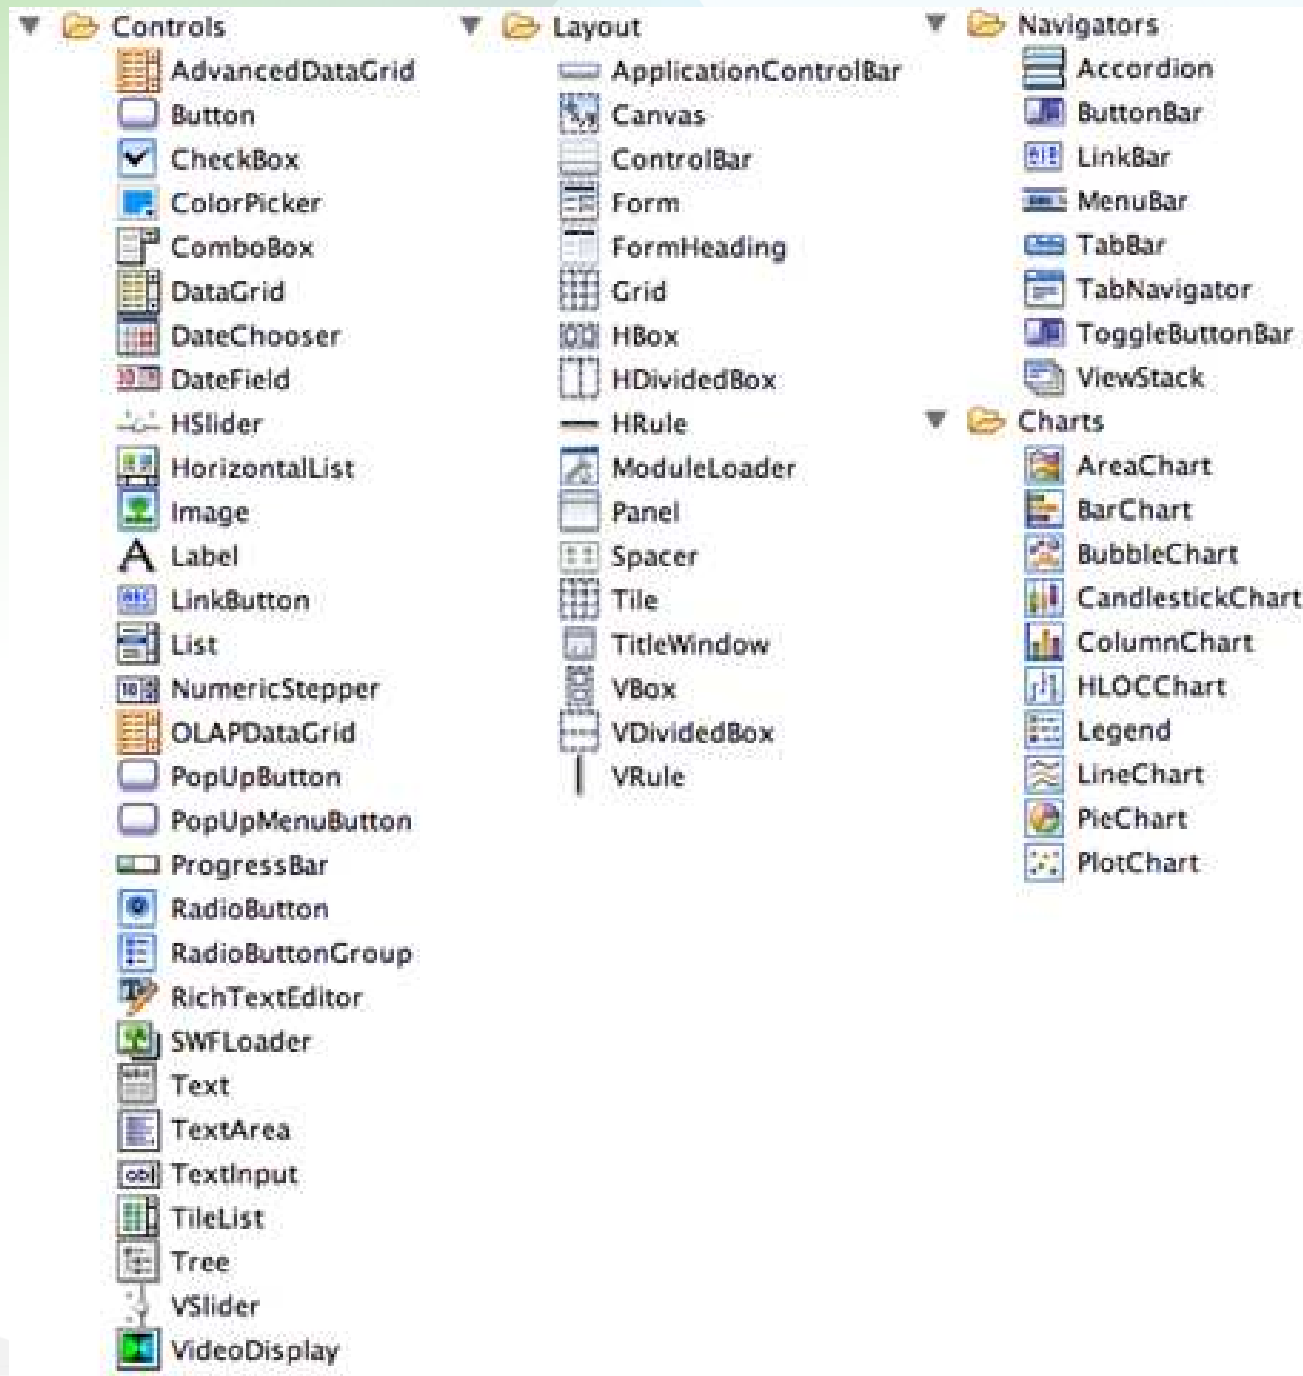 Controls
AdvancedDataGrid
Button
CheckBox
ColorPicker
ComboBox
DataGrid
DateChooser
DateField
HSlider
HorizontalList
Image
Label
LinkButton
List
NumericStepper
OLAPDataGrid
PopUpButton
PopUpMenuButton
ProgressBar
RadioButton
RadioButtonGroup
RichTextEditor
SWFLoader
Text
TextArea
TextInput
TileList
Tree
VSlider
VideoDisplay
Layout
ApplicationControlBar
Canvas
ControlBar
Form
FormHeading
Grid
HBox
HDividedBox
HRule
ModuleLoader
Panel
Spacer
Tile
TitleWindow
VBox
VDividedBox
VRule
Navigators
Accordion
ButtonBar
LinkBar
MenuBar
TabBar
TabNavigator
ToggleButtonBar
ViewStack
Charts
AreaChart
BarChart
BubbleChart
CandlestickChart
ColumnChart
HLOCChart
Legend
LineChart
PieChart
PlotChart